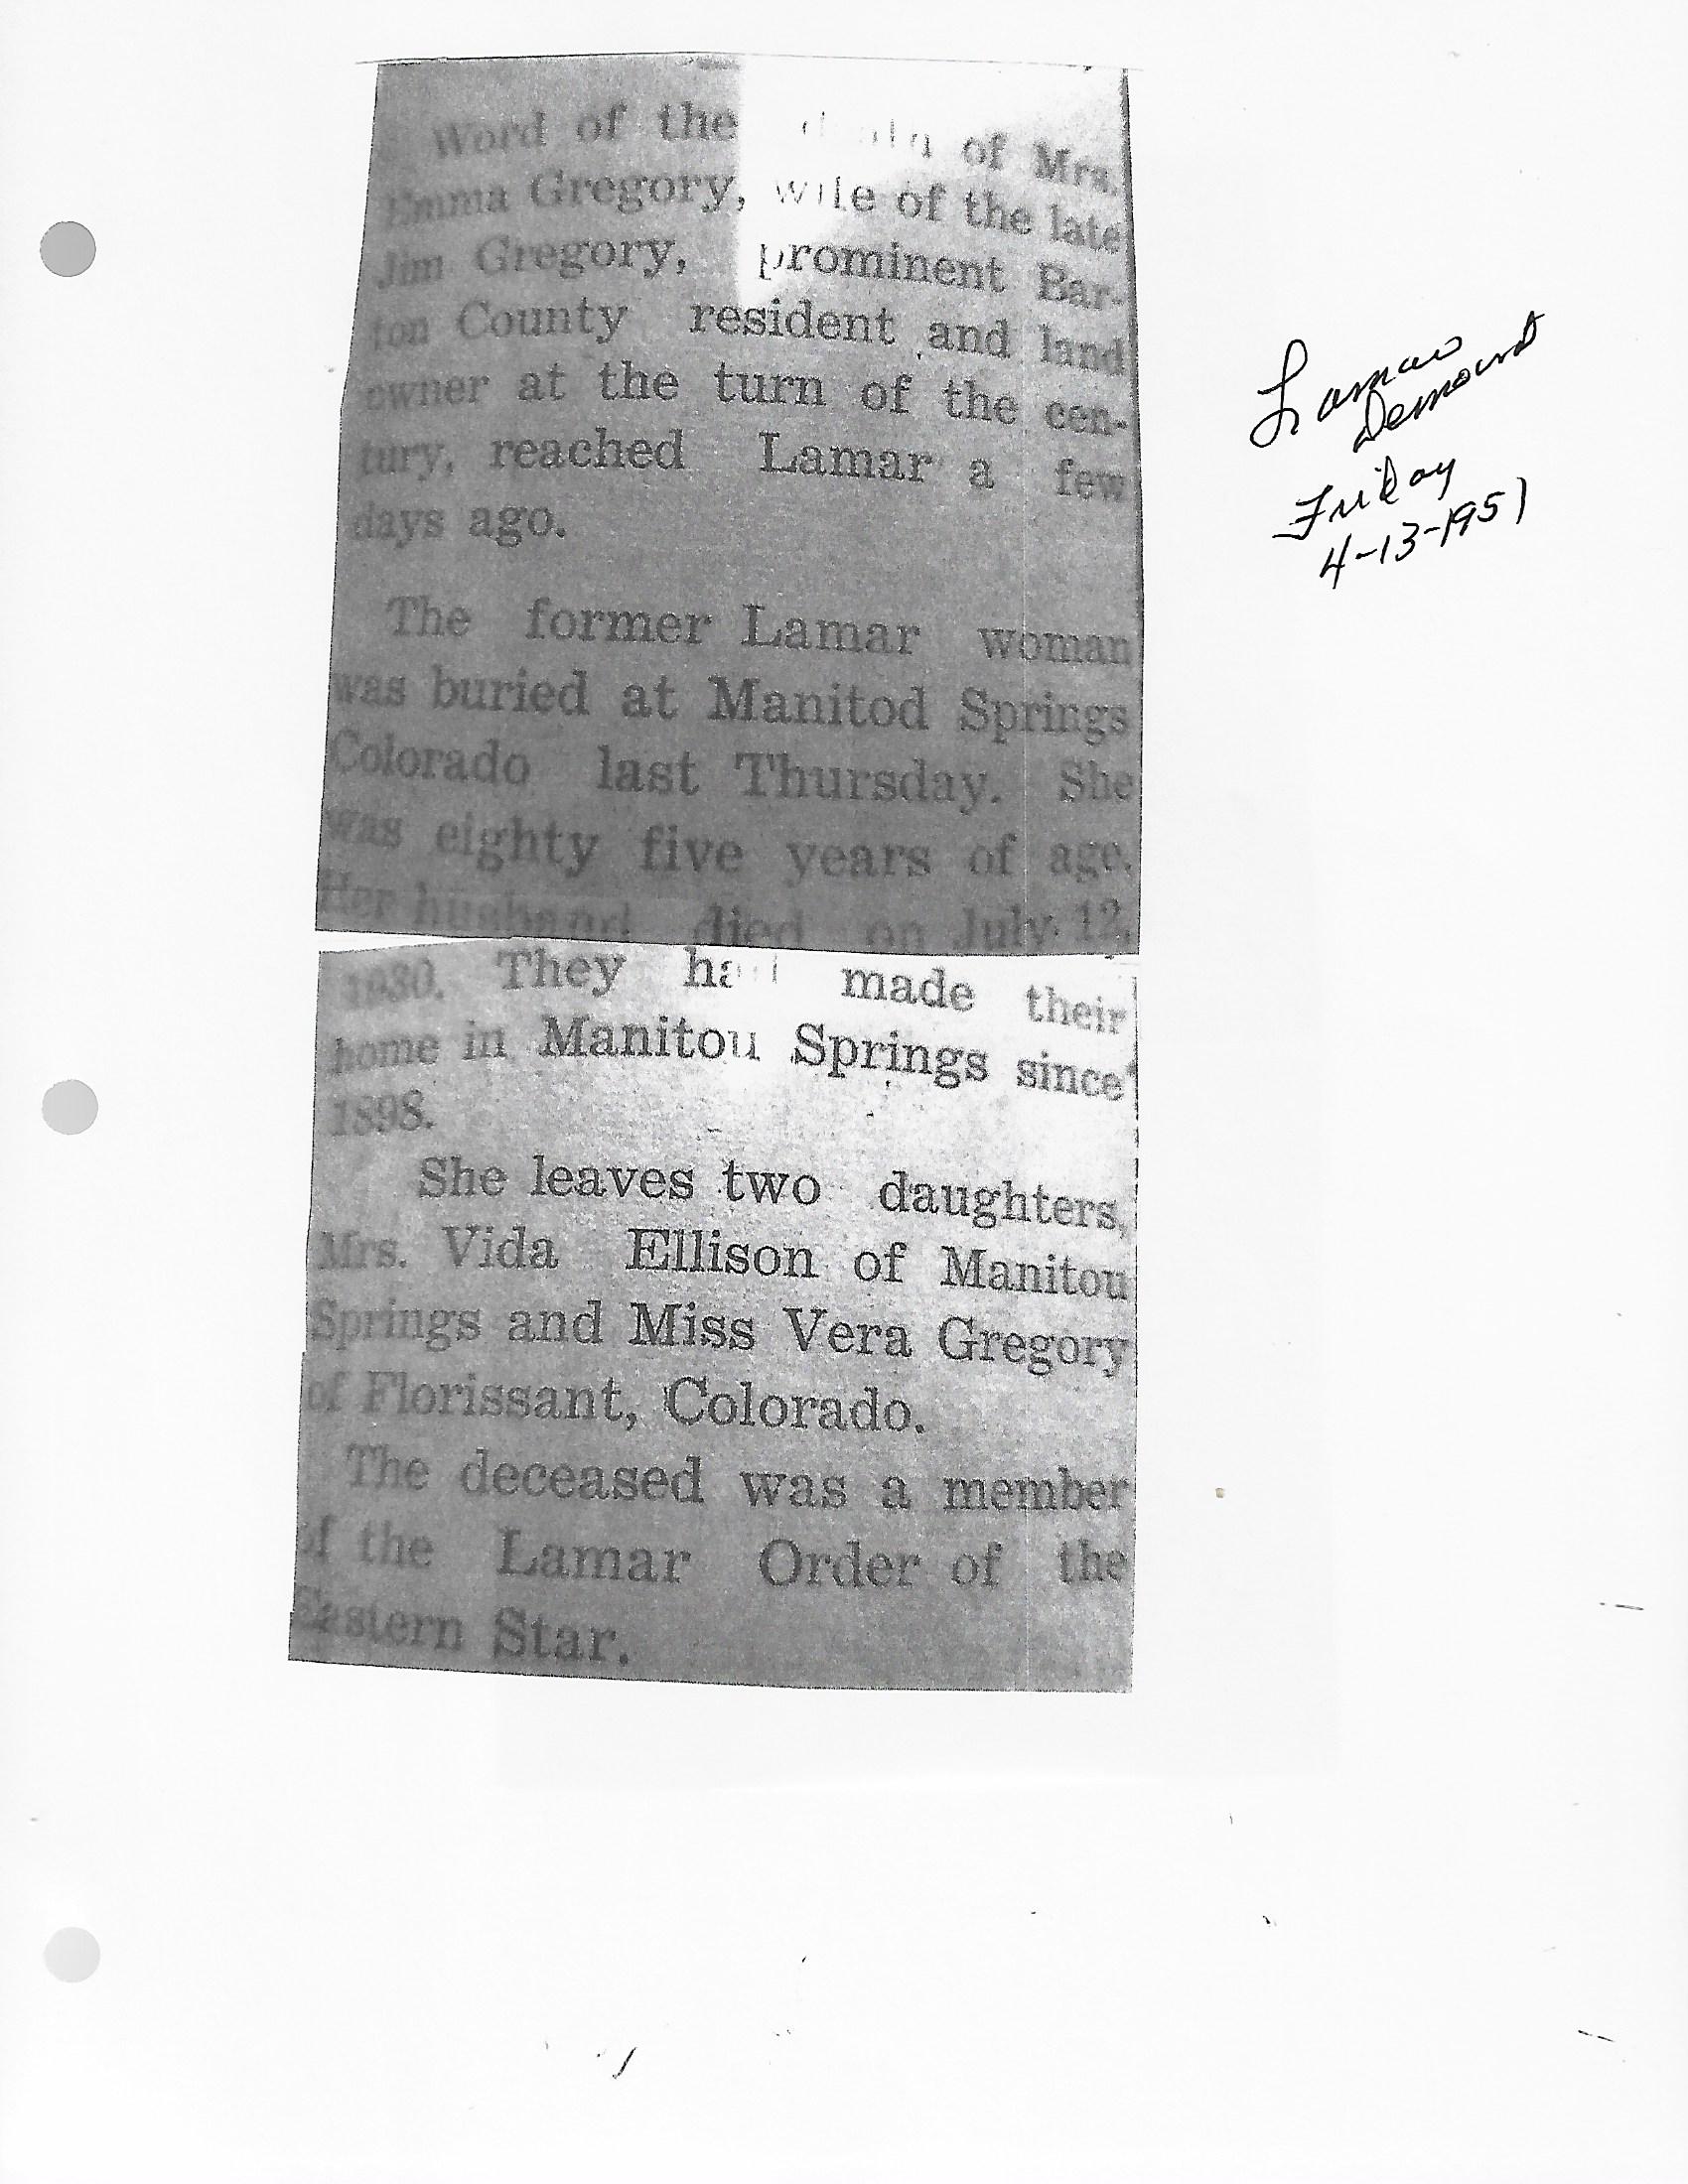 Word of the death of Mrs.
Emma Gregory, wife of the late
Jim Gregory, prominent Bar-
ton County resident and land
owner at the turn of the cen-
tury, reached Lamar a few
days ago.
The former Lamar woman
was buried at Manitod Springs
Colorado last Thursday. She
was eighty five years of age.
Her husband died on July 12,
1930. They had made their
home in Manitou Springs since
1898.
She leaves two daughters,
Mrs. Vida Ellison of Manitou
Springs and Miss Vera Gregory
of Florissant, Colorado.
The deceased was a member
of the Lamar Order of the
Eastern Star.
Lamar
Friday
4-13-1951